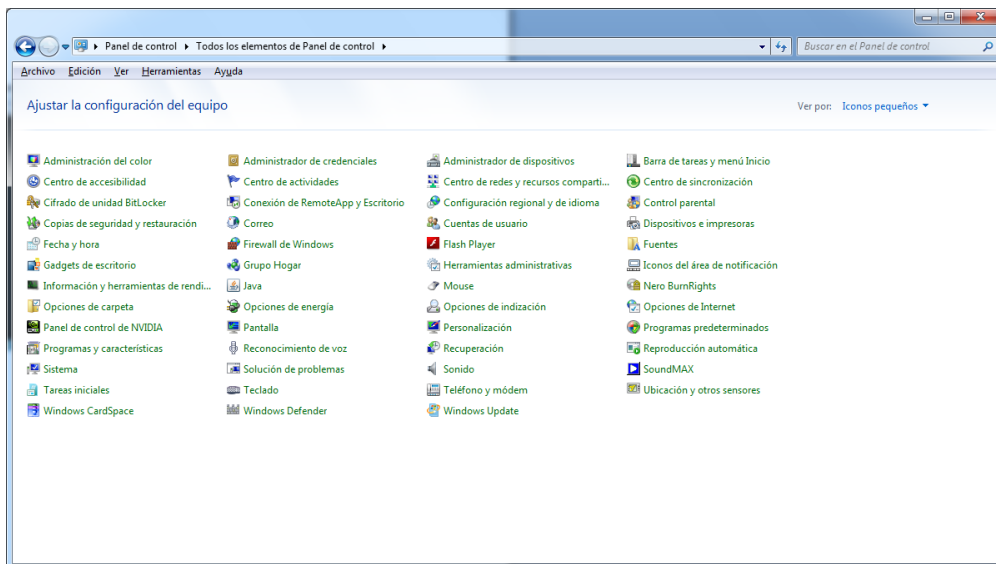 Panel de control Todos los elementos de Panel de control Buscar en el Panel de control
Archivo Edición Ver Herramientas Ayuda
Ajustar la configuración del equipo Ver por: Iconos pequeños
Administración del color Administrador de credenciales Administrador de dispositivos Barra de tareas y menú Inicio
Centro de accesibilidad Centro de actividades Centro de redes y recursos comparti... Centro de sincronización
Cifrado de unidad BitLocker Conexión de RemoteApp y Escritorio Configuración regional y de idioma Control parental
Copias de seguridad y restauración Correo Cuentas de usuario Dispositivos e impresoras
Fecha y hora Firewall de Windows Flash Player Fuentes
Gadgets de escritorio Grupo Hogar Herramientas administrativas Iconos del área de notificación
Información y herramientas de rendi... Java Mouse Nero BurnRights
Opciones de carpeta Opciones de energía Opciones de indización Opciones de Internet
Panel de control de NVIDIA Pantalla Personalización Programas predeterminados
Programas y características Reconocimiento de voz Recuperación Reproducción automática
Sistema Solución de problemas Sonido SoundMAX
Tareas iniciales Teclado Teléfono y módem Ubicación y otros sensores
Windows CardSpace Windows Defender Windows Update